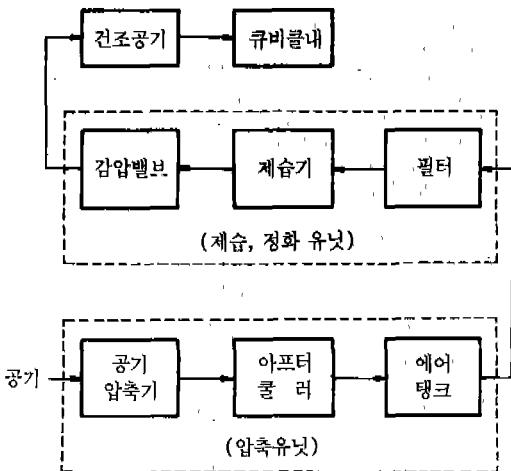 건조공기
큐비클내
감압밸브
제습기
필터
(제습, 정화 유닛)
공기
공기
압축기
아프터
쿨 러
에어
탱크
(압축유닛)